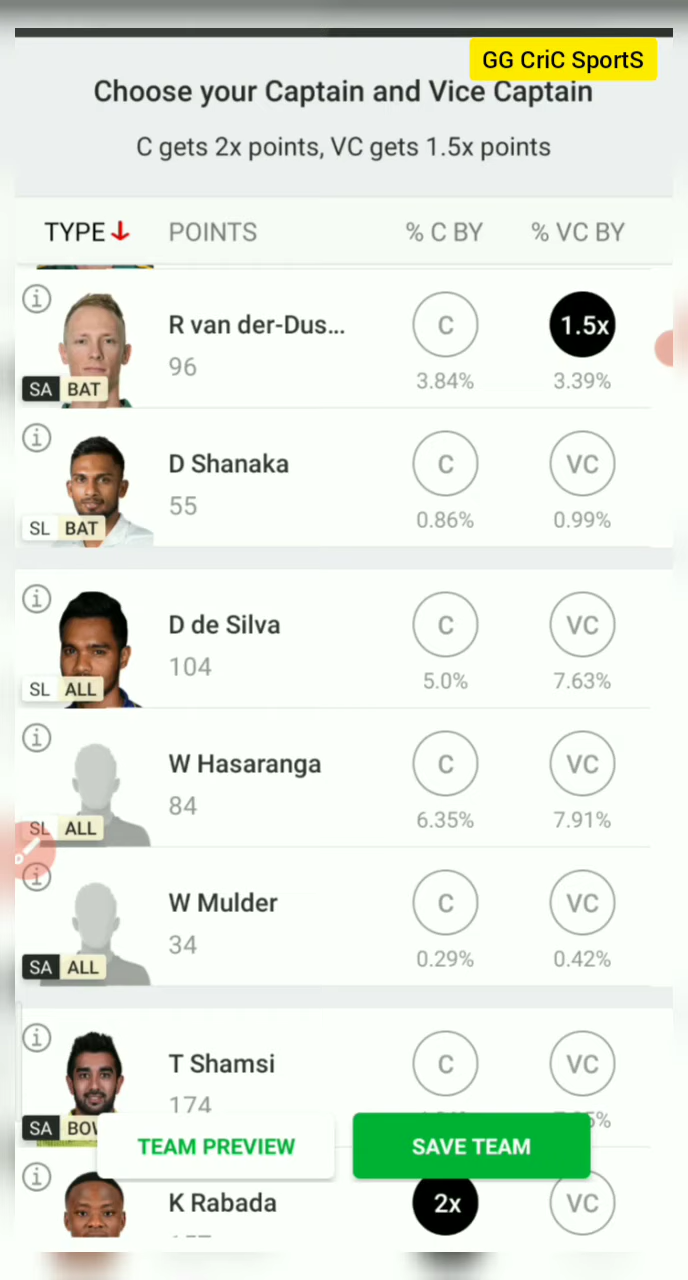 GG CriC SportS
Choose your Captain and Vice Captain
C gets 2x points, VC gets 1.5x points
TYPE POINTS % C BY % VC BY
R van der-Dus... C 1.5x
96 3.84% 3.39%
SA BAT
D Shanaka C VC
55 0.86% 0.99%
SL BAT
D de Silva C VC
104 5.0% 7.63%
SL ALL
W Hasaranga C VC
84 6.35% 7.91%
SL ALL
W Mulder C VC
34 0.29% 0.42%
SA ALL
T Shamsi C VC
174
SA
TEAM PREVIEW SAVE TEAM
K Rabada 2x VC